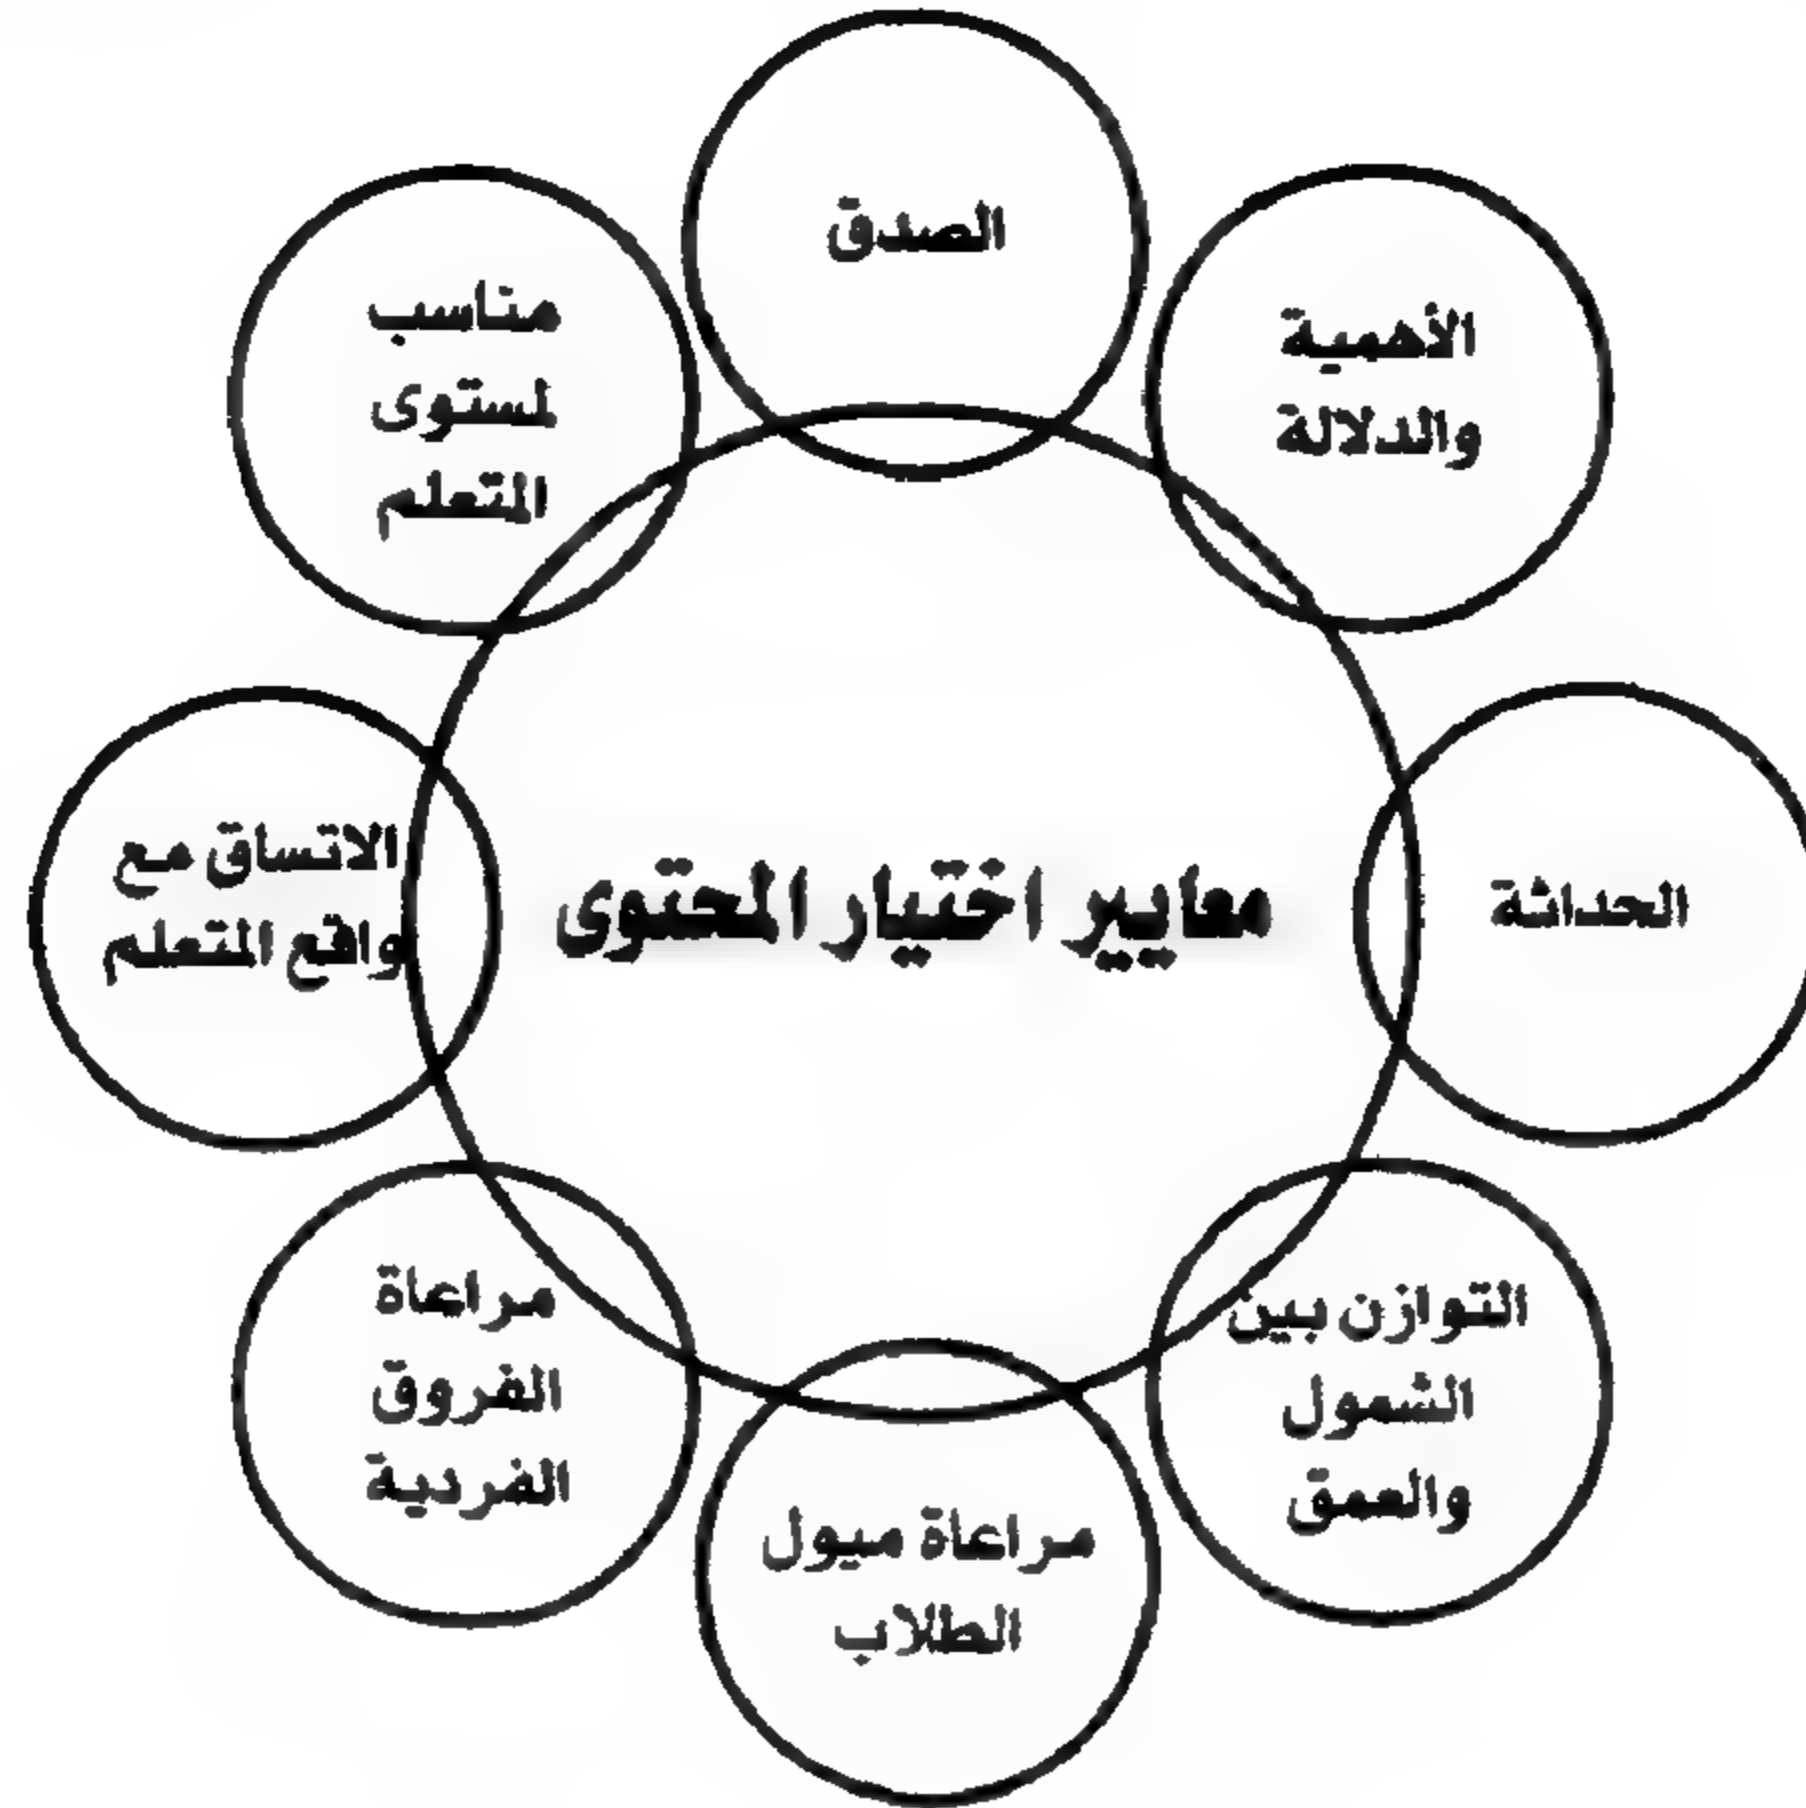 الصدق
الأهمية
والدلالة
الحداثة
التوازن بين
الشمول
والعمق
مراعاة ميول
الطلاب
مراعاة
الفروق
الفردية
الاتساق مع
واقع المتعلم
مناسب
لمستوى
المتعلم
معايير اختيار المحتوى